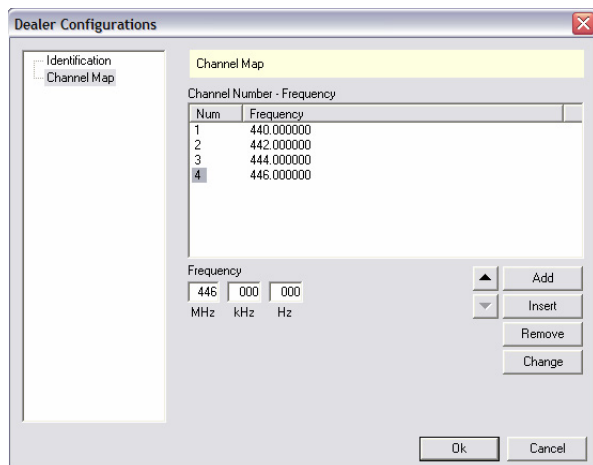 Dealer Configurations
Identification
Channel Map
Channel Map
Channel Number - Frequency
Num Frequency
1 440.000000
2 442.000000
3 444.000000
4 446.000000
Frequency
446 000 000
MHz kHz Hz
Add
Insert
Remove
Change
Ok Cancel